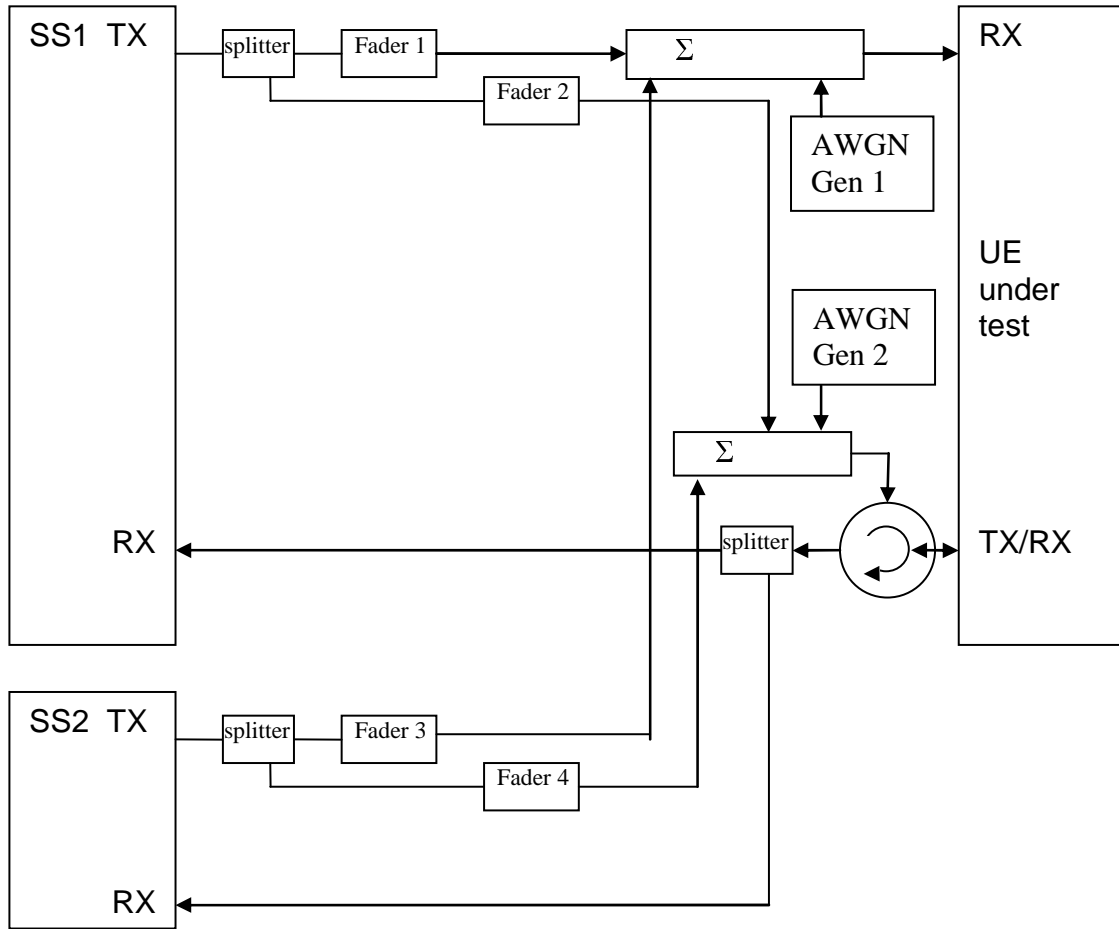 SS1 TX
splitter
Fader 1
Σ
RX
Fader 2
AWGN
Gen 1
UE
under
test
AWGN
Gen 2
Σ
RX
splitter
TX/RX
SS2 TX
splitter
Fader 3
Fader 4
RX